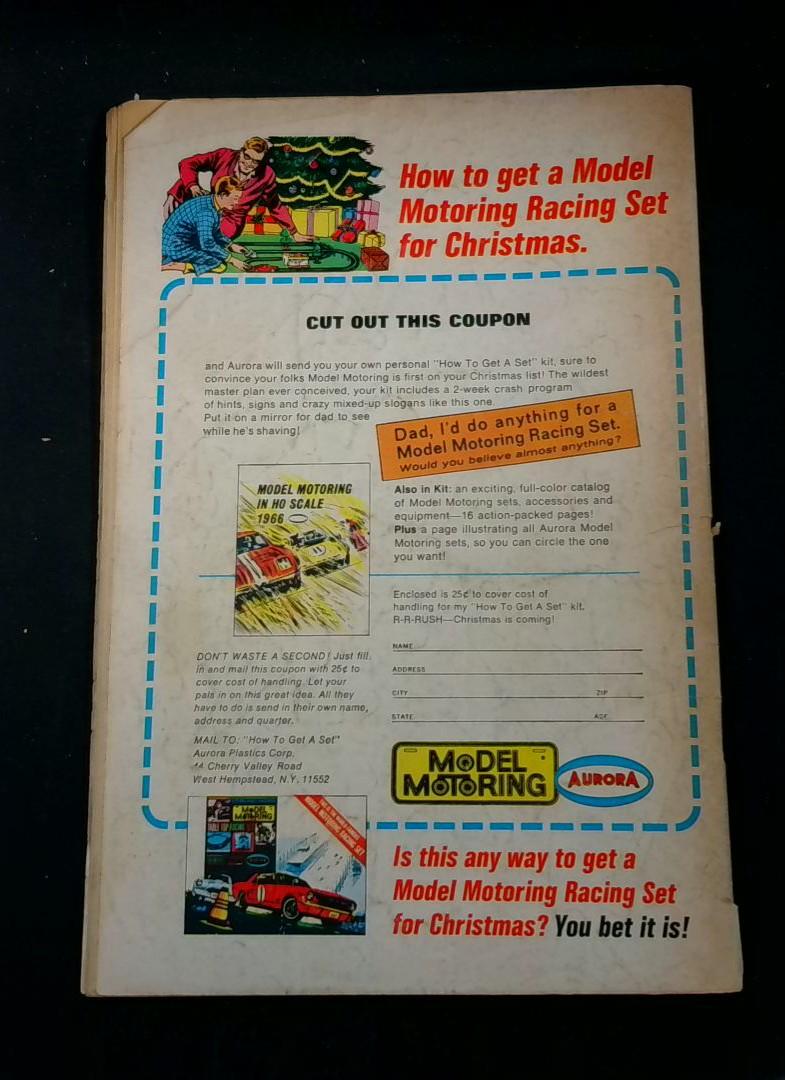 How to get a Model
Motoring Racing Set
for Christmas.
CUT OUT THIS COUPON
and Aurora will send you your own personal "How To Get A Set" kit, sure to
convince your folks Model Motoring is first on your Christmas list! The wildest
master plan ever conceived, your kit includes a 2-week crash program
of hints, signs and crazy mixed-up slogans like this one.
Put it on a mirror for dad to see
while he's shaving!
Dad, I'd do anything for a
Model Motoring Racing Set.
Would you believe almost anything?
MODEL MOTORING
IN HO SCALE
1966
Also in Kit: an exciting, full-color catalog
of Model Motoring sets, accessories and
equipment—16 action-packed pages!
Plus a page illustrating all Aurora Model
Motoring sets, so you can circle the one
you want!
Enclosed is 25¢ to cover cost of
handling for my "How To Get A Set" kit.
R-R-RUSH—Christmas is coming!
NAME
ADDRESS
CITY ZIP
STATE AGE
DON'T WASTE A SECOND! Just fill
in and mail this coupon with 25¢ to
cover cost of handling. Let your
pals in on this great idea. All they
have to do is send in their own name,
address and quarter.
MAIL TO: "How To Get A Set"
Aurora Plastics Corp.
44 Cherry Valley Road
West Hempstead, N.Y. 11552
MODEL
MOTORING
AURORA
MODEL
MOTORING
TABLE TOP RACING
MODEL MOTORING RACING SET
1
Is this any way to get a
Model Motoring Racing Set
for Christmas? You bet it is!